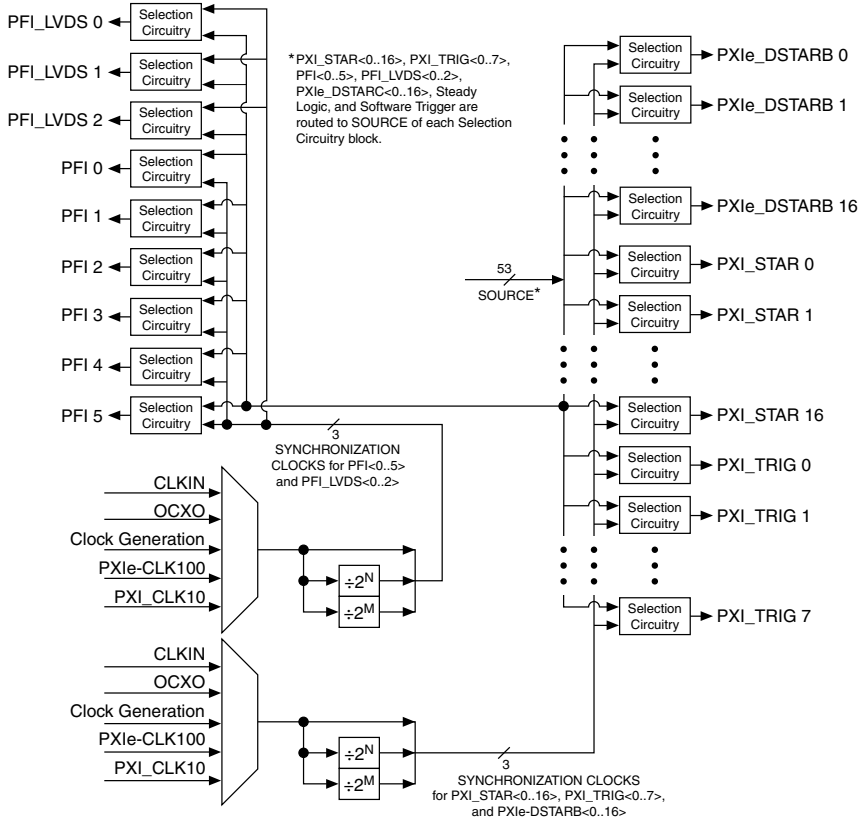 PFI_LVDS 0
Selection
Circuitry
PFI_LVDS 1
Selection
Circuitry
PFI_LVDS 2
Selection
Circuitry
PFI 0
Selection
Circuitry
PFI 1
Selection
Circuitry
PFI 2
Selection
Circuitry
PFI 3
Selection
Circuitry
PFI 4
Selection
Circuitry
PFI 5
Selection
Circuitry
*PXI_STAR<0..16>, PXI_TRIG<0..7>,
PFI<0..5>, PFI_LVDS<0..2>,
PXIe_DSTARC<0..16>, Steady
Logic, and Software Trigger are
routed to SOURCE of each Selection
Circuitry block.
53
SOURCE*
Selection
Circuitry
PXIe_DSTARB 0
Selection
Circuitry
PXIe_DSTARB 1
Selection
Circuitry
PXIe_DSTARB 16
Selection
Circuitry
PXI_STAR 0
Selection
Circuitry
PXI_STAR 1
Selection
Circuitry
PXI_STAR 16
Selection
Circuitry
PXI_TRIG 0
Selection
Circuitry
PXI_TRIG 1
Selection
Circuitry
PXI_TRIG 7
3
SYNCHRONIZATION
CLOCKS for PFI<0..5>
and PFI_LVDS<0..2>
CLKIN
OCXO
Clock Generation
PXIe-CLK100
PXI_CLK10
÷2^N
÷2^M
CLKIN
OCXO
Clock Generation
PXIe-CLK100
PXI_CLK10
÷2^N
÷2^M
3
SYNCHRONIZATION CLOCKS
for PXI_STAR<0..16>, PXI_TRIG<0..7>,
and PXIe-DSTARB<0..16>